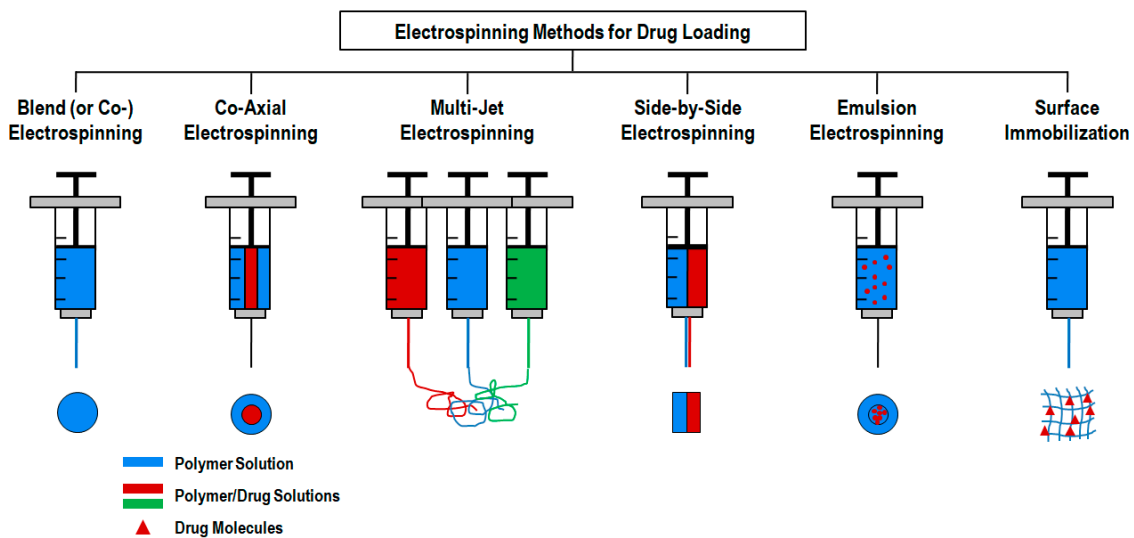 Electrospinning Methods for Drug Loading
Blend (or Co-)
Electrospinning
Co-Axial
Electrospinning
Multi-Jet
Electrospinning
Side-by-Side
Electrospinning
Emulsion
Electrospinning
Surface
Immobilization
Polymer Solution
Polymer/Drug Solutions
Drug Molecules